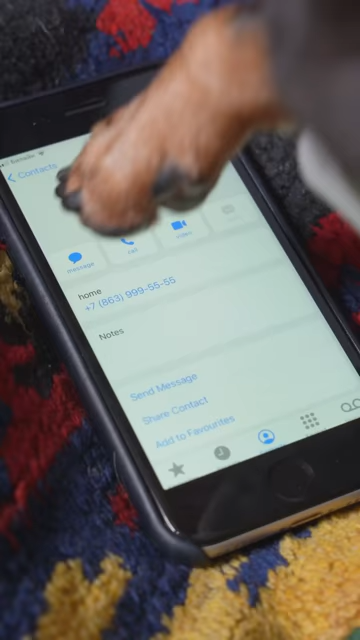 Contacts
message
call
video
home
+7 (863) 999-55-55
Notes
Send Message
Share Contact
Add to Favourites